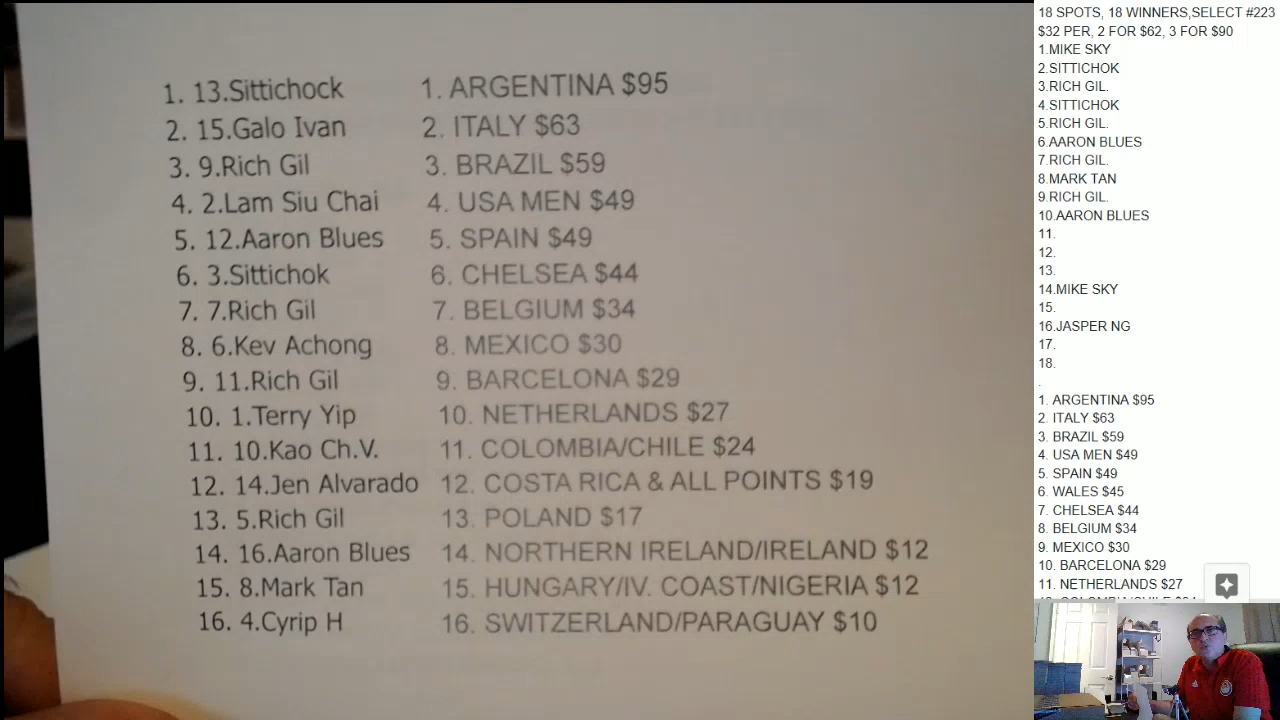 1. 13.Sittichock 1. ARGENTINA $95
2. 15.Galo Ivan 2. ITALY $63
3. 9.Rich Gil 3. BRAZIL $59
4. 2.Lam Siu Chai 4. USA MEN $49
5. 12.Aaron Blues 5. SPAIN $49
6. 3.Sittichok 6. CHELSEA $44
7. 7.Rich Gil 7. BELGIUM $34
8. 6.Kev Achong 8. MEXICO $30
9. 11.Rich Gil 9. BARCELONA $29
10. 1.Terry Yip 10. NETHERLANDS $27
11. 10.Kao Ch.V. 11. COLOMBIA/CHILE $24
12. 14.Jen Alvarado 12. COSTA RICA & ALL POINTS $19
13. 5.Rich Gil 13. POLAND $17
14. 16.Aaron Blues 14. NORTHERN IRELAND/IRELAND $12
15. 8.Mark Tan 15. HUNGARY/IV. COAST/NIGERIA $12
16. 4.Cyrip H 16. SWITZERLAND/PARAGUAY $10
18 SPOTS, 18 WINNERS,SELECT #223
$32 PER, 2 FOR $62, 3 FOR $90
1.MIKE SKY
2.SITTICHOK
3.RICH GIL.
4.SITTICHOK
5.RICH GIL.
6.AARON BLUES
7.RICH GIL.
8.MARK TAN
9.RICH GIL.
10.AARON BLUES
11.
12.
13.
14.MIKE SKY
15.
16.JASPER NG
17.
18.
.
1. ARGENTINA $95
2. ITALY $63
3. BRAZIL $59
4. USA MEN $49
5. SPAIN $49
6. WALES $45
7. CHELSEA $44
8. BELGIUM $34
9. MEXICO $30
10. BARCELONA $29
11. NETHERLANDS $27